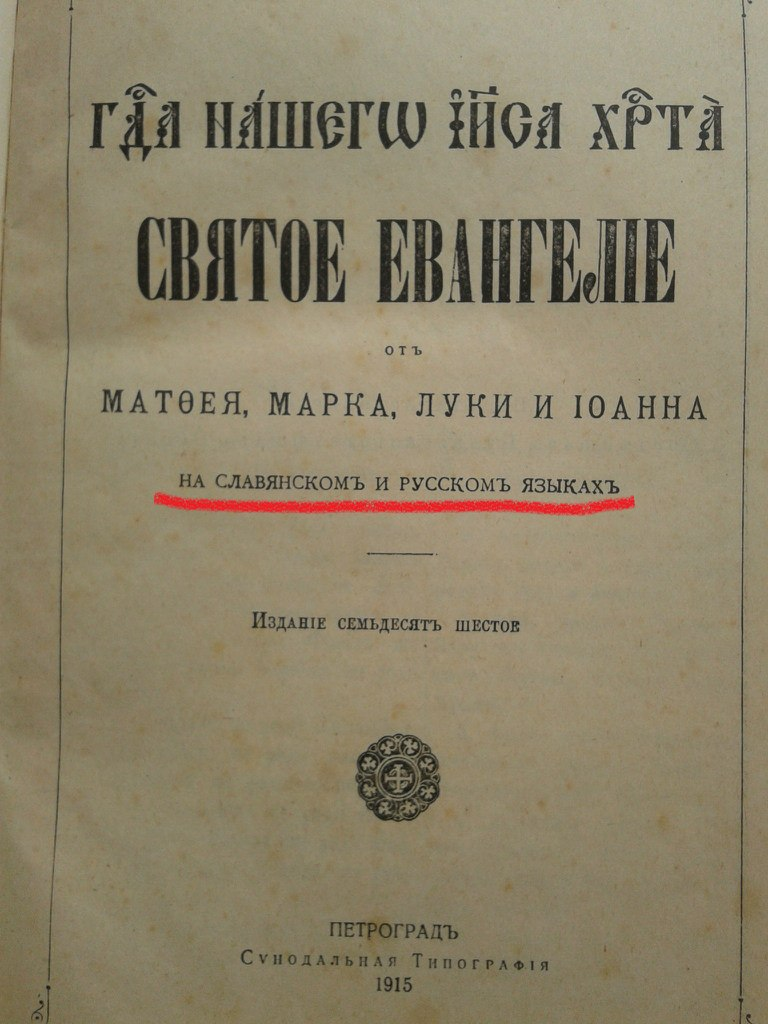 Гдⷭ҇а на́шегѡ І҆и҃са Хрⷭ҇та̀
СВЯТОЕ ЕВАНГЕЛІЕ
отъ
МАТѲЕЯ, МАРКА, ЛУКИ И ІОАННА
НА СЛАВЯНСКОМЪ И РУССКОМЪ ЯЗЫКАХЪ
Изданіе семьдесятъ шестое
ПЕТРОГРАДЪ
Сѵнодальная Типографія
1915